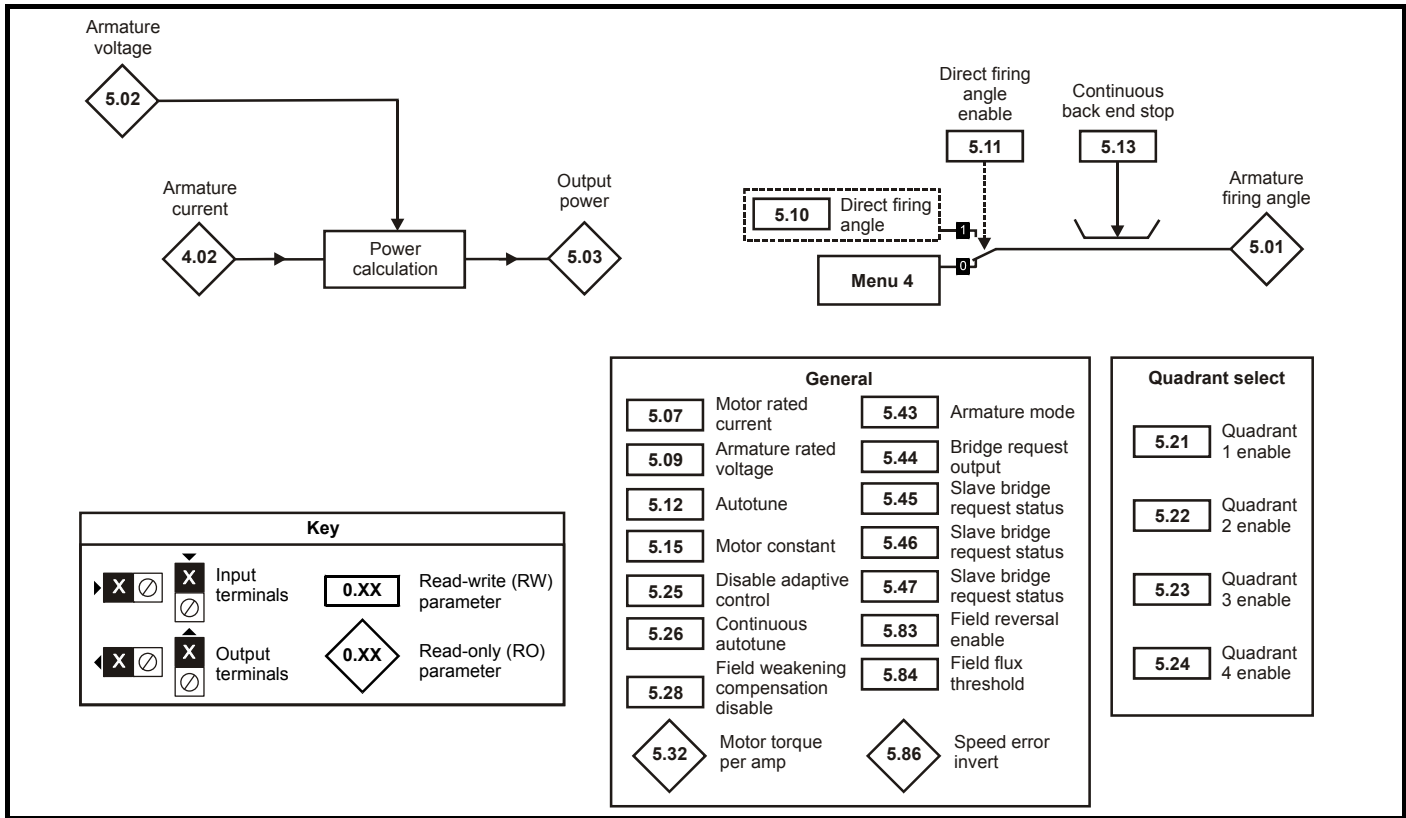 Armature
voltage
5.02
Armature
current
4.02
Power
calculation
Output
power
5.03
Direct firing
angle
enable
5.11
Continuous
back end stop
5.13
5.10
Direct firing
angle
1
0
Menu 4
Armature
firing angle
5.01
Key
X
X
Input
terminals
X
X
Output
terminals
0.XX
Read-write (RW)
parameter
0.XX
Read-only (RO)
parameter
General
5.07
Motor rated
current
5.09
Armature rated
voltage
5.12
Autotune
5.15
Motor constant
5.25
Disable adaptive
control
5.26
Continuous
autotune
5.28
Field weakening
compensation
disable
5.32
Motor torque
per amp
5.43
Armature mode
5.44
Bridge request
output
5.45
Slave bridge
request status
5.46
Slave bridge
request status
5.47
Slave bridge
request status
5.83
Field reversal
enable
5.84
Field flux
threshold
5.86
Speed error
invert
Quadrant select
5.21
Quadrant
1 enable
5.22
Quadrant
2 enable
5.23
Quadrant
3 enable
5.24
Quadrant
4 enable